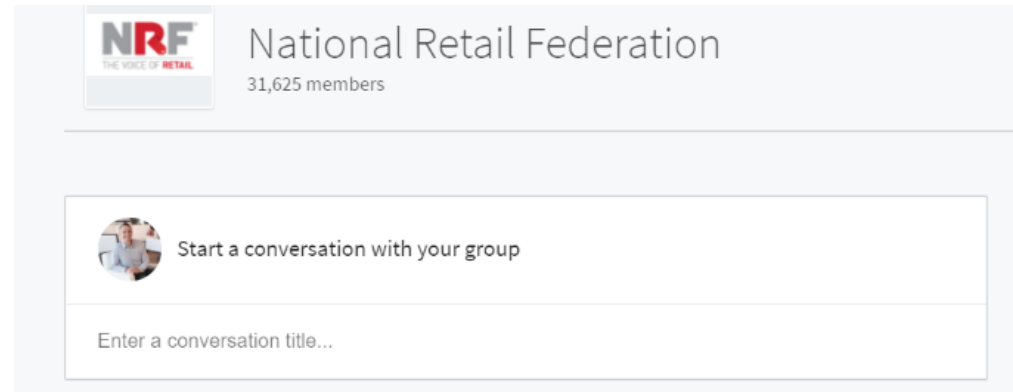 NRF
THE VOICE OF RETAIL
National Retail Federation
31,625 members
Start a conversation with your group
Enter a conversation title...